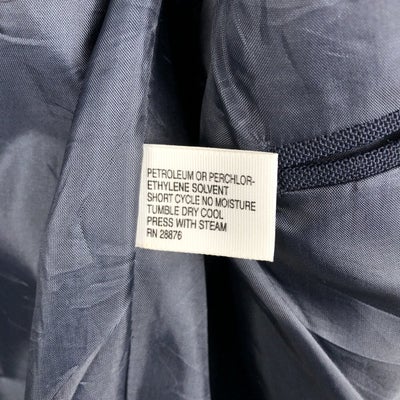 PETROLEUM OR PERCHLOR-
ETHYLENE SOLVENT
SHORT CYCLE NO MOISTURE
TUMBLE DRY COOL
PRESS WITH STEAM
RN 28876